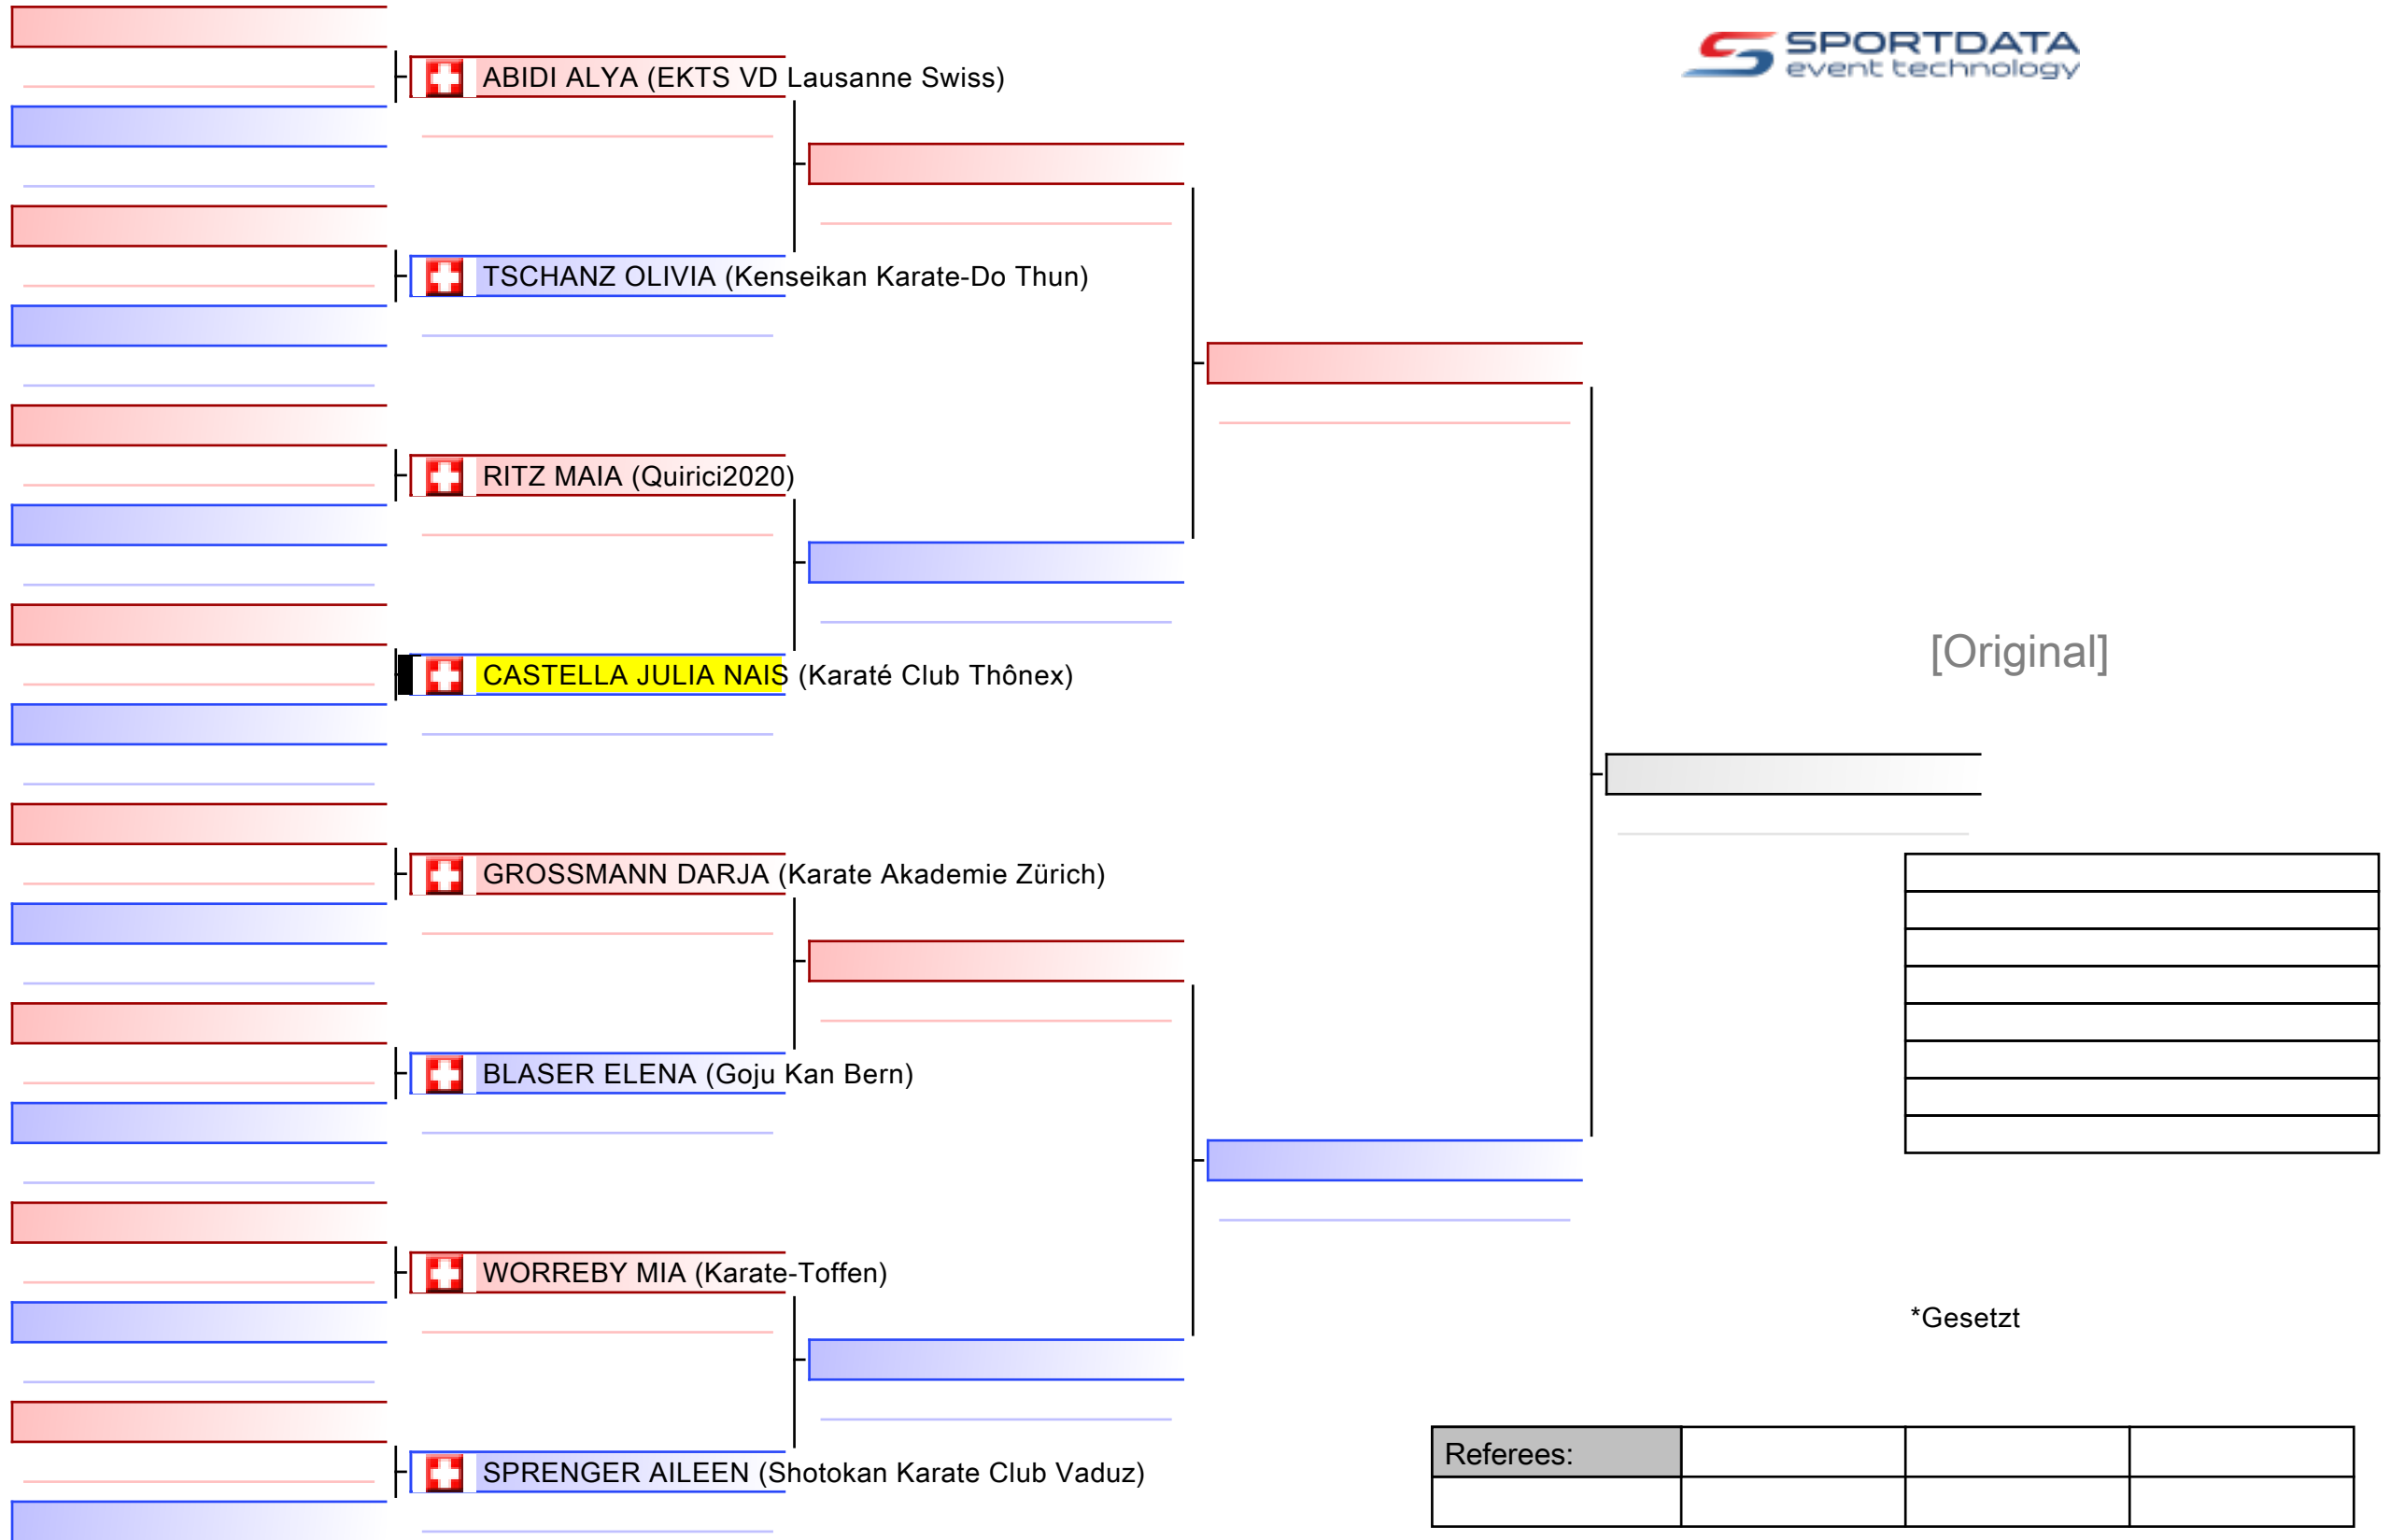 SPORTDATA
event technology
ABIDI ALYA (EKTS VD Lausanne Swiss)
TSCHANZ OLIVIA (Kenseikan Karate-Do Thun)
RITZ MAIA (Quirici2020)
[Original]
CASTELLA JULIA NAIS (Karaté Club Thônex)
GROSSMANN DARJA (Karate Akademie Zürich)
BLASER ELENA (Goju Kan Bern)
WORREBY MIA (Karate-Toffen)
*Gesetzt
Referees:
SPRENGER AILEEN (Shotokan Karate Club Vaduz)